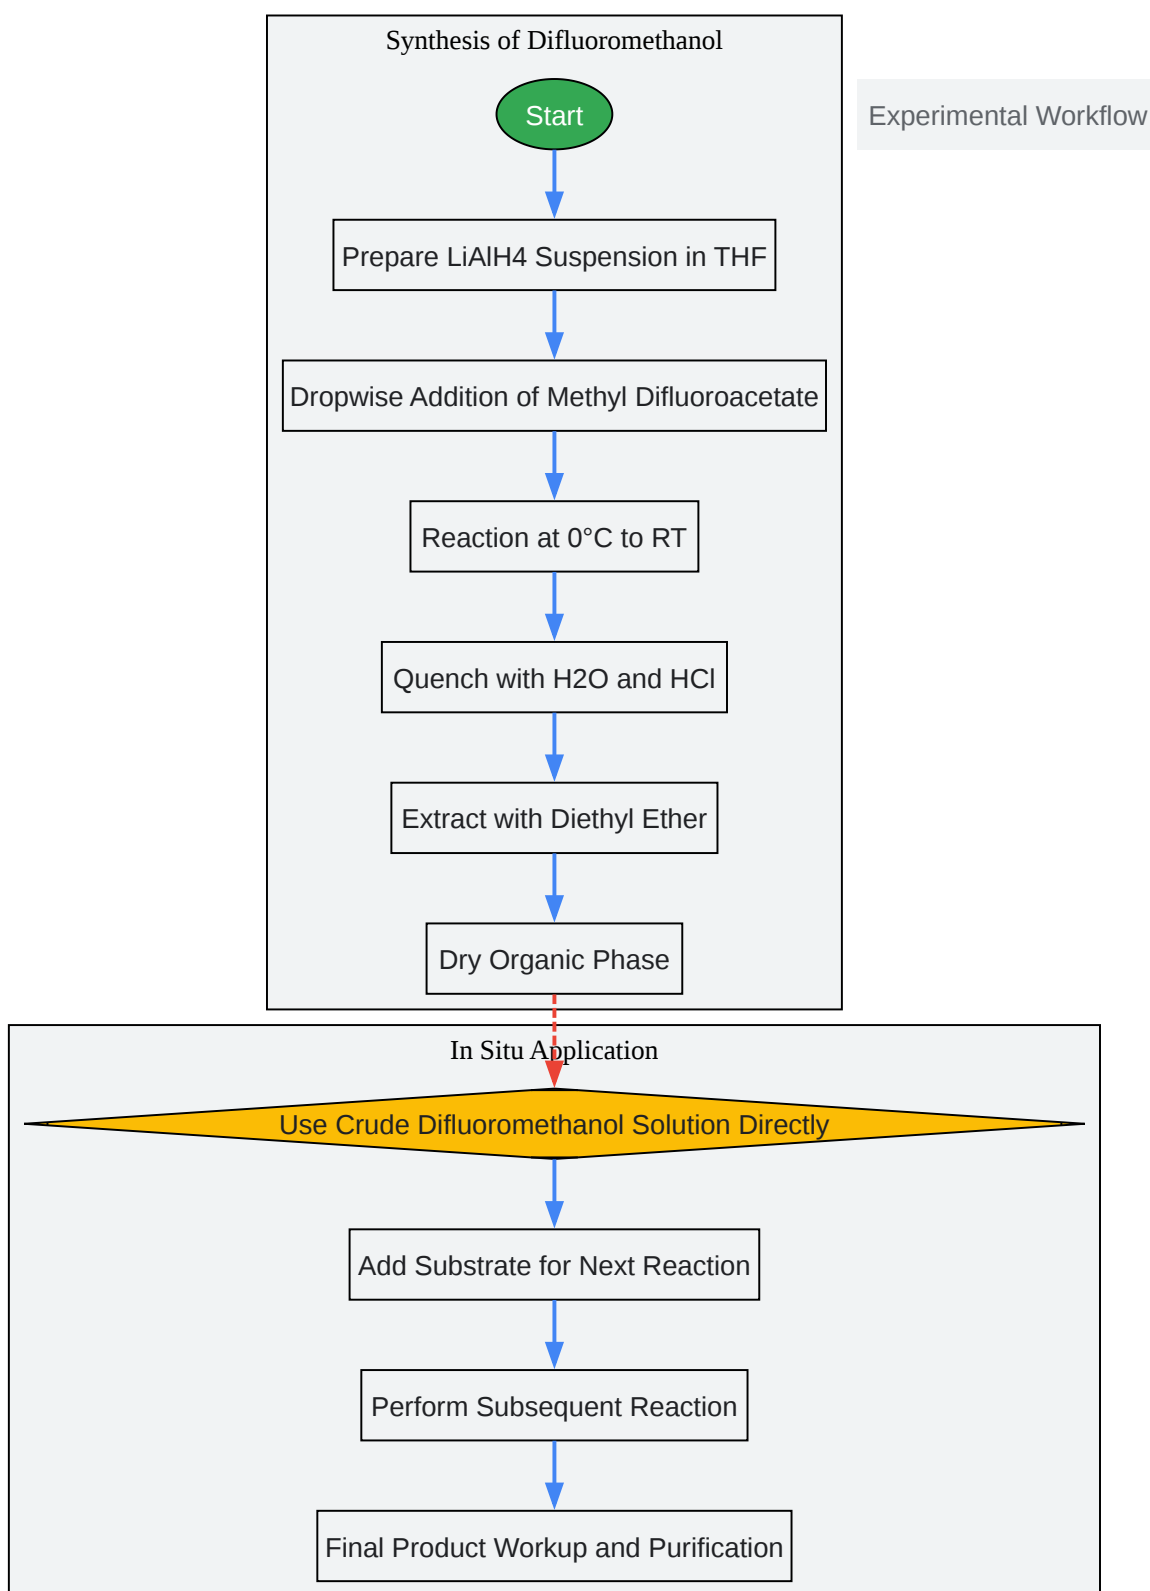 Synthesis of Difluoromethanol
Start
Experimental Workflow
Prepare LiAlH4 Suspension in THF
Dropwise Addition of Methyl Difluoroacetate
Reaction at 0°C to RT
Quench with H2O and HCl
Extract with Diethyl Ether
Dry Organic Phase
In Situ Application
Use Crude Difluoromethanol Solution Directly
Add Substrate for Next Reaction
Perform Subsequent Reaction
Final Product Workup and Purification